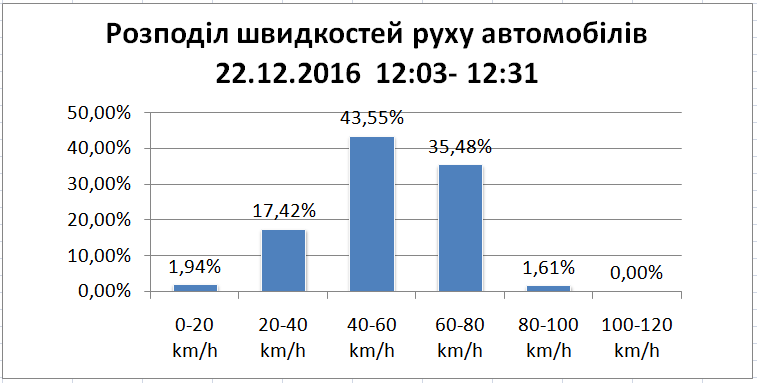 Розподіл швидкостей руху автомобілів
22.12.2016 12:03- 12:31
50,00%
40,00%
30,00%
20,00%
10,00%
0,00%
1,94%
17,42%
43,55%
35,48%
1,61%
0,00%
0-20 km/h
20-40 km/h
40-60 km/h
60-80 km/h
80-100 km/h
100-120 km/h